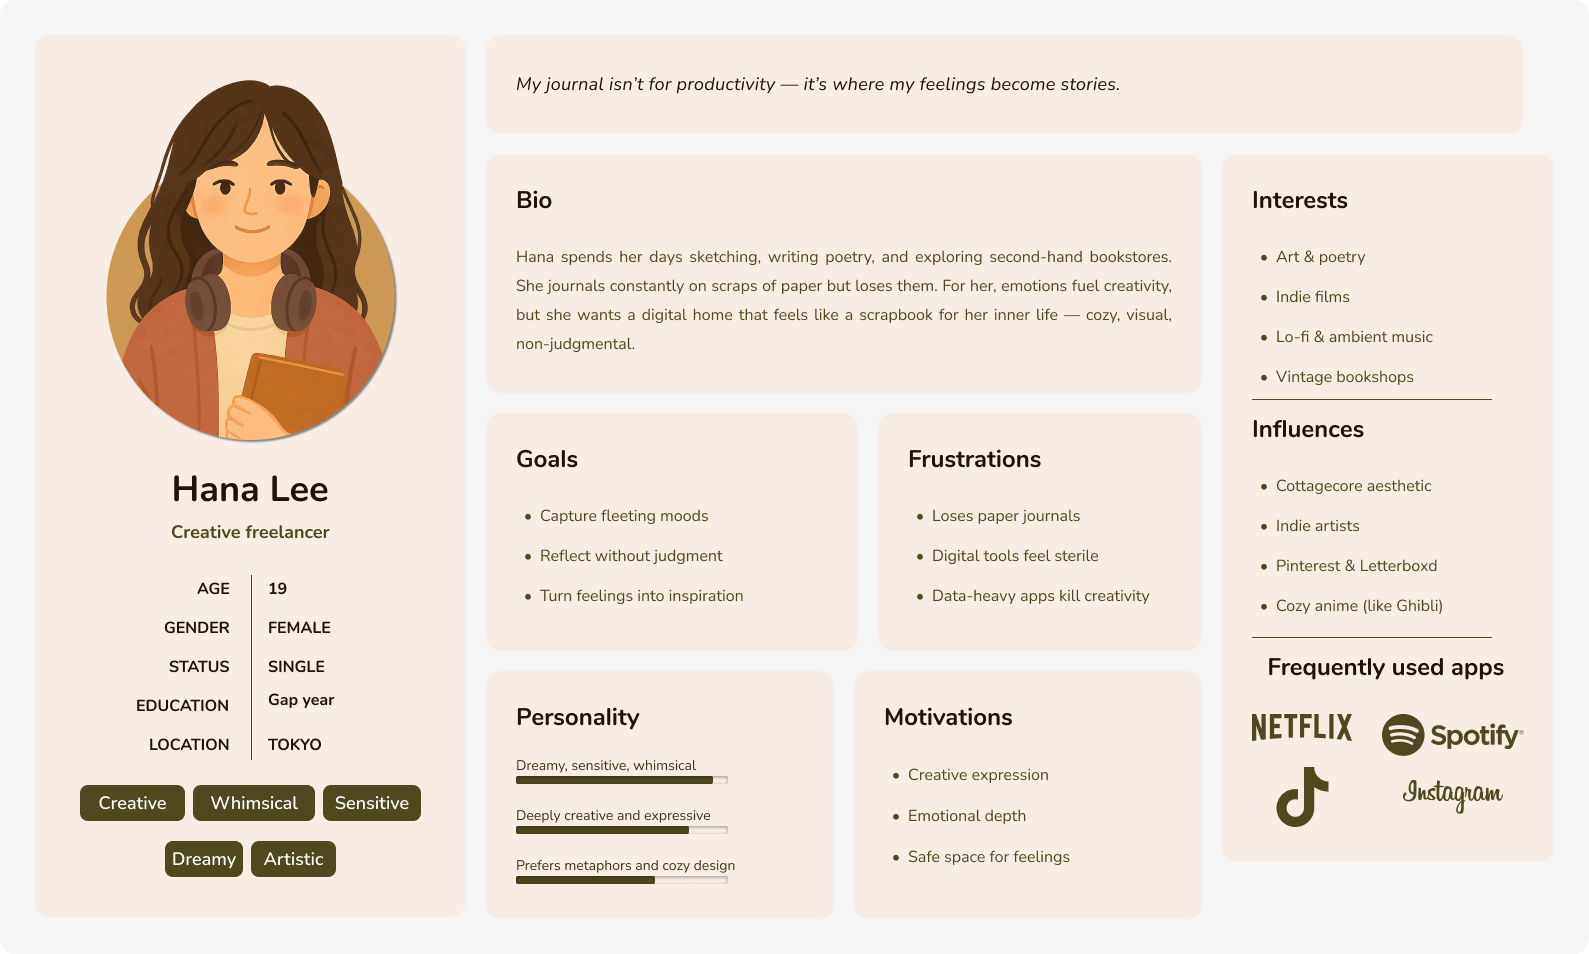 Hana Lee
Creative freelancer
AGE 19
GENDER FEMALE
STATUS SINGLE
EDUCATION Gap year
LOCATION TOKYO
Creative Whimsical Sensitive
Dreamy Artistic
My journal isn’t for productivity — it’s where my feelings become stories.
Bio
Hana spends her days sketching, writing poetry, and exploring second-hand bookstores.
She journals constantly on scraps of paper but loses them. For her, emotions fuel creativity,
but she wants a digital home that feels like a scrapbook for her inner life — cozy, visual,
non-judgmental.
Goals
• Capture fleeting moods
• Reflect without judgment
• Turn feelings into inspiration
Frustrations
• Loses paper journals
• Digital tools feel sterile
• Data-heavy apps kill creativity
Personality
Dreamy, sensitive, whimsical
Deeply creative and expressive
Prefers metaphors and cozy design
Motivations
• Creative expression
• Emotional depth
• Safe space for feelings
Interests
• Art & poetry
• Indie films
• Lo-fi & ambient music
• Vintage bookshops
Influences
• Cottagecore aesthetic
• Indie artists
• Pinterest & Letterboxd
• Cozy anime (like Ghibli)
Frequently used apps
NETFLIX Spotify®
Instagram